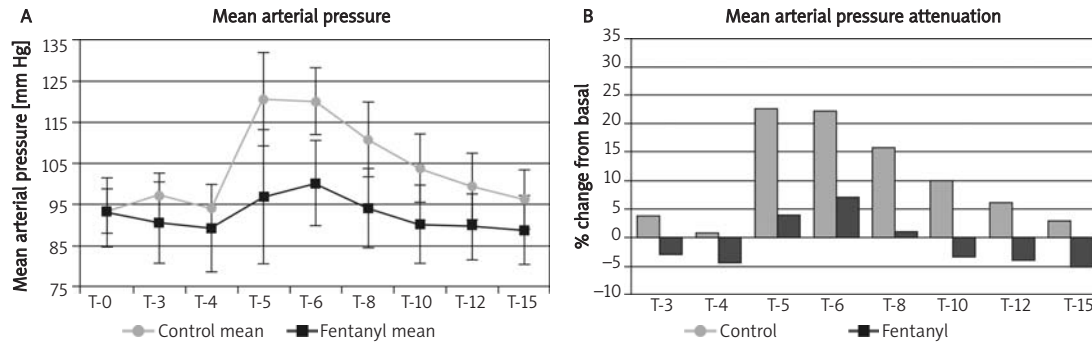 A
Mean arterial pressure
Mean arterial pressure [mm Hg]
135
125
115
105
95
85
75
T-0 T-3 T-4 T-5 T-6 T-8 T-10 T-12 T-15
Control mean Fentanyl mean
B
Mean arterial pressure attenuation
% change from basal
35
30
25
20
15
10
5
0
−5
−10
T-3 T-4 T-5 T-6 T-8 T-10 T-12 T-15
Control Fentanyl